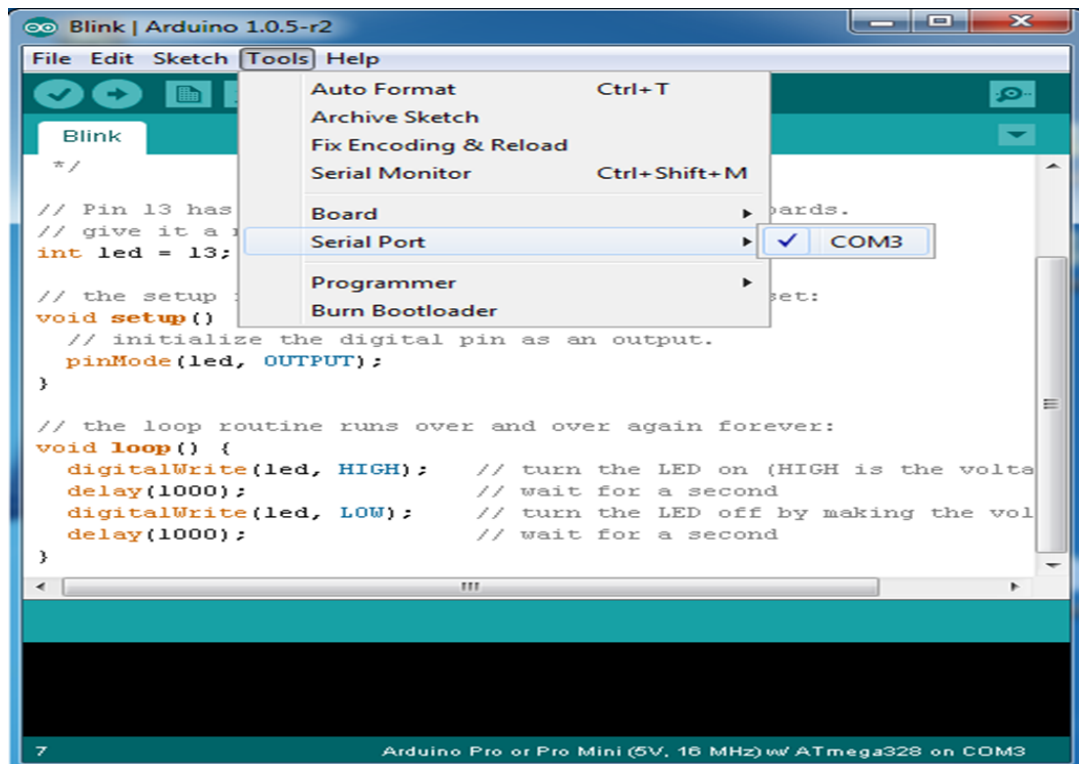 Blink | Arduino 1.0.5-r2
File Edit Sketch Tools Help
Auto Format Ctrl+T
Archive Sketch
Fix Encoding & Reload
Serial Monitor Ctrl+Shift+M
Board
Serial Port
COM3
Programmer
Burn Bootloader
Blink
*/
// Pin 13 has
// give it a
int led = 13;
// the setup
void setup()
// initialize the digital pin as an output.
pinMode(led, OUTPUT);
}
// the loop routine runs over and over again forever:
void loop() {
digitalWrite(led, HIGH); // turn the LED on (HIGH is the volta
delay(1000); // wait for a second
digitalWrite(led, LOW); // turn the LED off by making the vol
delay(1000); // wait for a second
}
7 Arduino Pro or Pro Mini (5V, 16 MHz) w/ ATmega328 on COM3